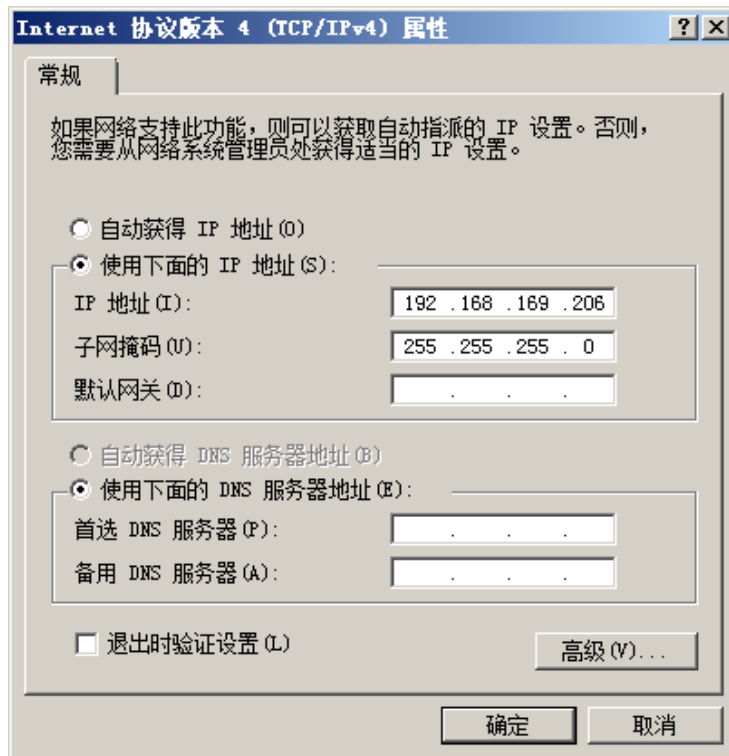 Internet 协议版本 4 (TCP/IPv4) 属性
常规
如果网络支持此功能，则可以获取自动指派的 IP 设置。否则，
您需要从网络系统管理员处获得适当的 IP 设置。
自动获得 IP 地址(O)
使用下面的 IP 地址(S):
IP 地址(I): 192 .168 .169 .206
子网掩码(U): 255 .255 .255 . 0
默认网关(D): . . .
自动获得 DNS 服务器地址(B)
使用下面的 DNS 服务器地址(E):
首选 DNS 服务器(P): . . .
备用 DNS 服务器(A): . . .
退出时验证设置(L)
高级(V)...
确定 取消